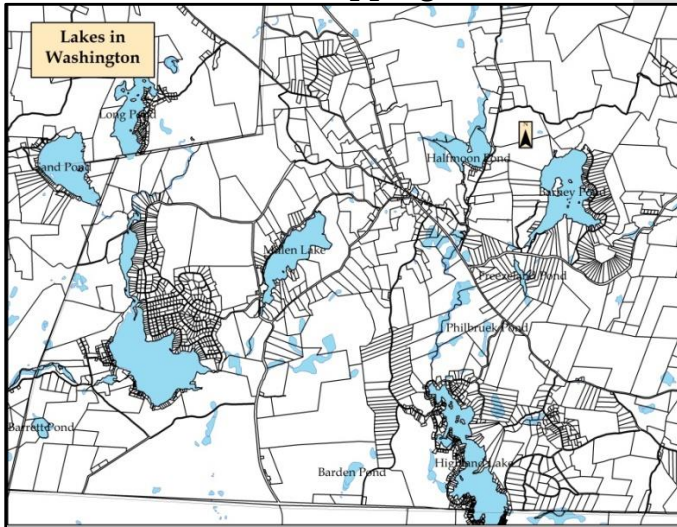 Lakes in
Washington
Long Pond
Sand Pond
Halfmoon Pond
Barney Pond
Millen Lake
Freezeland Pond
Philbruek Pond
Barrett Pond
Barden Pond
Highland Lake